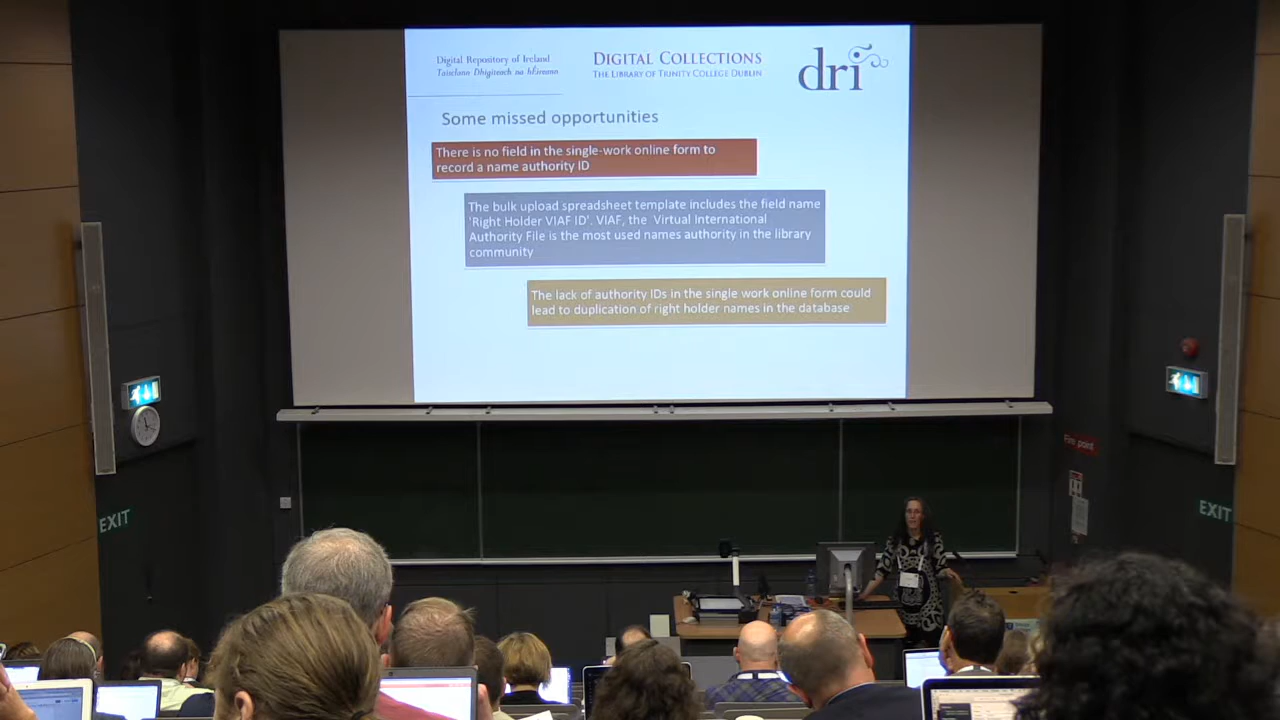 Digital Repository of Ireland
Taisclann Dhigiteach na hÉireann
DIGITAL COLLECTIONS
THE LIBRARY OF TRINITY COLLEGE DUBLIN
dri
Some missed opportunities
There is no field in the single-work online form to
record a name authority ID
The bulk upload spreadsheet template includes the field name
'Right Holder VIAF ID'. VIAF, the Virtual International
Authority File is the most used names authority in the library
community
The lack of authority IDs in the single work online form could
lead to duplication of right holder names in the database
Fire point
EXIT
EXIT